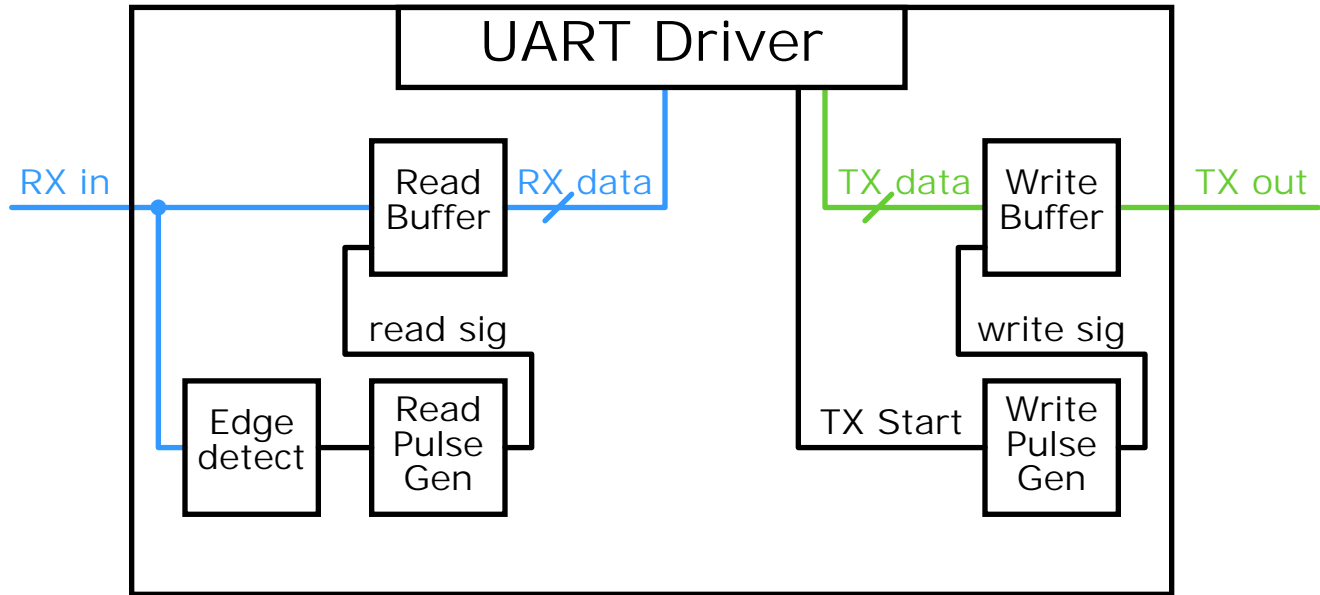 UART Driver
RX in
Read
Buffer
RX data
TX data
Write
Buffer
TX out
read sig
write sig
Edge
detect
Read
Pulse
Gen
TX Start
Write
Pulse
Gen